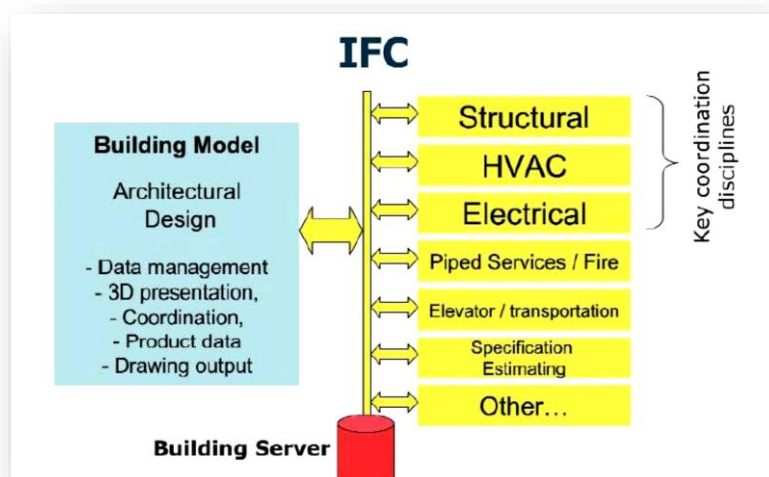 IFC
Building Model
Architectural
Design
- Data management
- 3D presentation,
- Coordination,
- Product data
- Drawing output
Structural
HVAC
Electrical
Piped Services / Fire
Elevator / transportation
Specification
Estimating
Other…
Key coordination
disciplines
Building Server